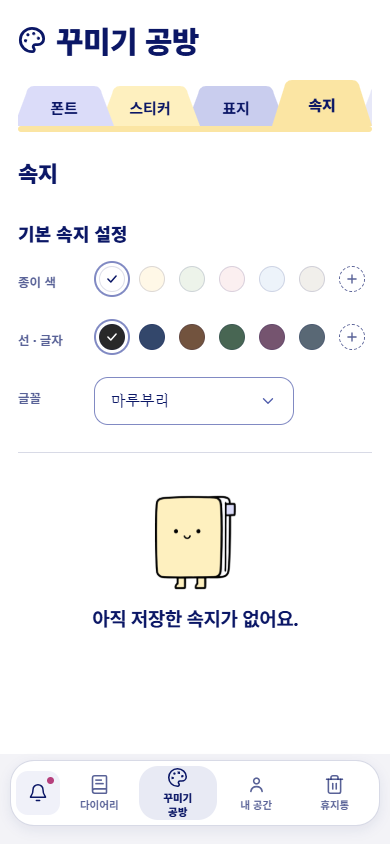 꾸미기 공방
폰트
스티커
표지
속지
속지
기본 속지 설정
종이 색
선 · 글자
글꼴
마루부리
아직 저장한 속지가 없어요.
다이어리
꾸미기
공방
내 공간
휴지통